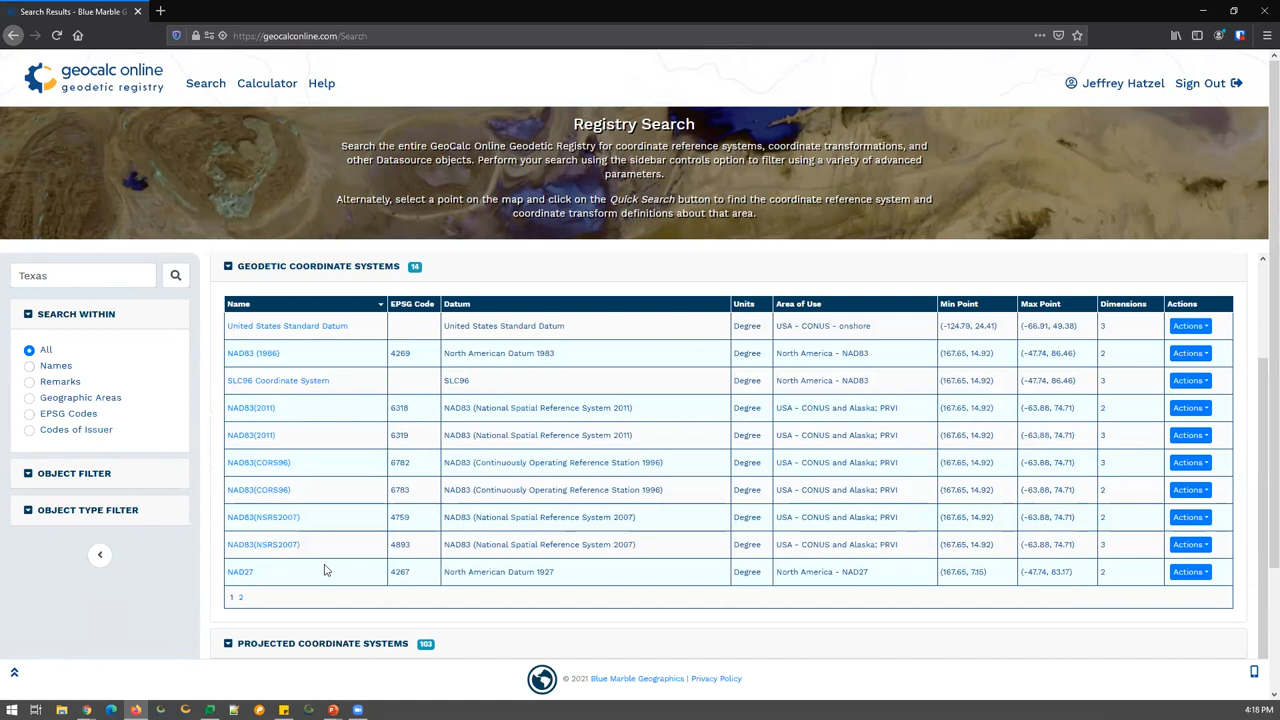 Search Results - Blue Marble G
https://geocalconline.com/Search
geocalc online
geodetic registry
Search Calculator Help
Jeffrey Hatzel Sign Out
Registry Search
Search the entire GeoCalc Online Geodetic Registry for coordinate reference systems, coordinate transformations, and
other Datasource objects. Perform your search using the sidebar controls option to filter using a variety of advanced
parameters.
Alternately, select a point on the map and click on the Quick Search button to find the coordinate reference system and
coordinate transform definitions about that area.
Texas
SEARCH WITHIN
All
Names
Remarks
Geographic Areas
EPSG Codes
Codes of Issuer
OBJECT FILTER
OBJECT TYPE FILTER
GEODETIC COORDINATE SYSTEMS 14
Name EPSG Code Datum Units Area of Use Min Point Max Point Dimensions Actions
United States Standard Datum United States Standard Datum Degree USA - CONUS - onshore (-124.79, 24.41) (-66.91, 49.38) 3 Actions
NAD83 (1986) 4269 North American Datum 1983 Degree North America - NAD83 (167.65, 14.92) (-47.74, 86.46) 2 Actions
SLC96 Coordinate System SLC96 Degree North America - NAD83 (167.65, 14.92) (-47.74, 86.46) 3 Actions
NAD83(2011) 6318 NAD83 (National Spatial Reference System 2011) Degree USA - CONUS and Alaska; PRVI (167.65, 14.92) (-63.88, 74.71) 2 Actions
NAD83(2011) 6319 NAD83 (National Spatial Reference System 2011) Degree USA - CONUS and Alaska; PRVI (167.65, 14.92) (-63.88, 74.71) 3 Actions
NAD83(CORS96) 6782 NAD83 (Continuously Operating Reference Station 1996) Degree USA - CONUS and Alaska; PRVI (167.65, 14.92) (-63.88, 74.71) 3 Actions
NAD83(CORS96) 6783 NAD83 (Continuously Operating Reference Station 1996) Degree USA - CONUS and Alaska; PRVI (167.65, 14.92) (-63.88, 74.71) 2 Actions
NAD83(NSRS2007) 4759 NAD83 (National Spatial Reference System 2007) Degree USA - CONUS and Alaska; PRVI (167.65, 14.92) (-63.88, 74.71) 2 Actions
NAD83(NSRS2007) 4893 NAD83 (National Spatial Reference System 2007) Degree USA - CONUS and Alaska; PRVI (167.65, 14.92) (-63.88, 74.71) 3 Actions
NAD27 4267 North American Datum 1927 Degree North America - NAD27 (167.65, 7.15) (-47.74, 83.17) 2 Actions
1 2
PROJECTED COORDINATE SYSTEMS 103
© 2021 Blue Marble Geographics | Privacy Policy
4:18 PM